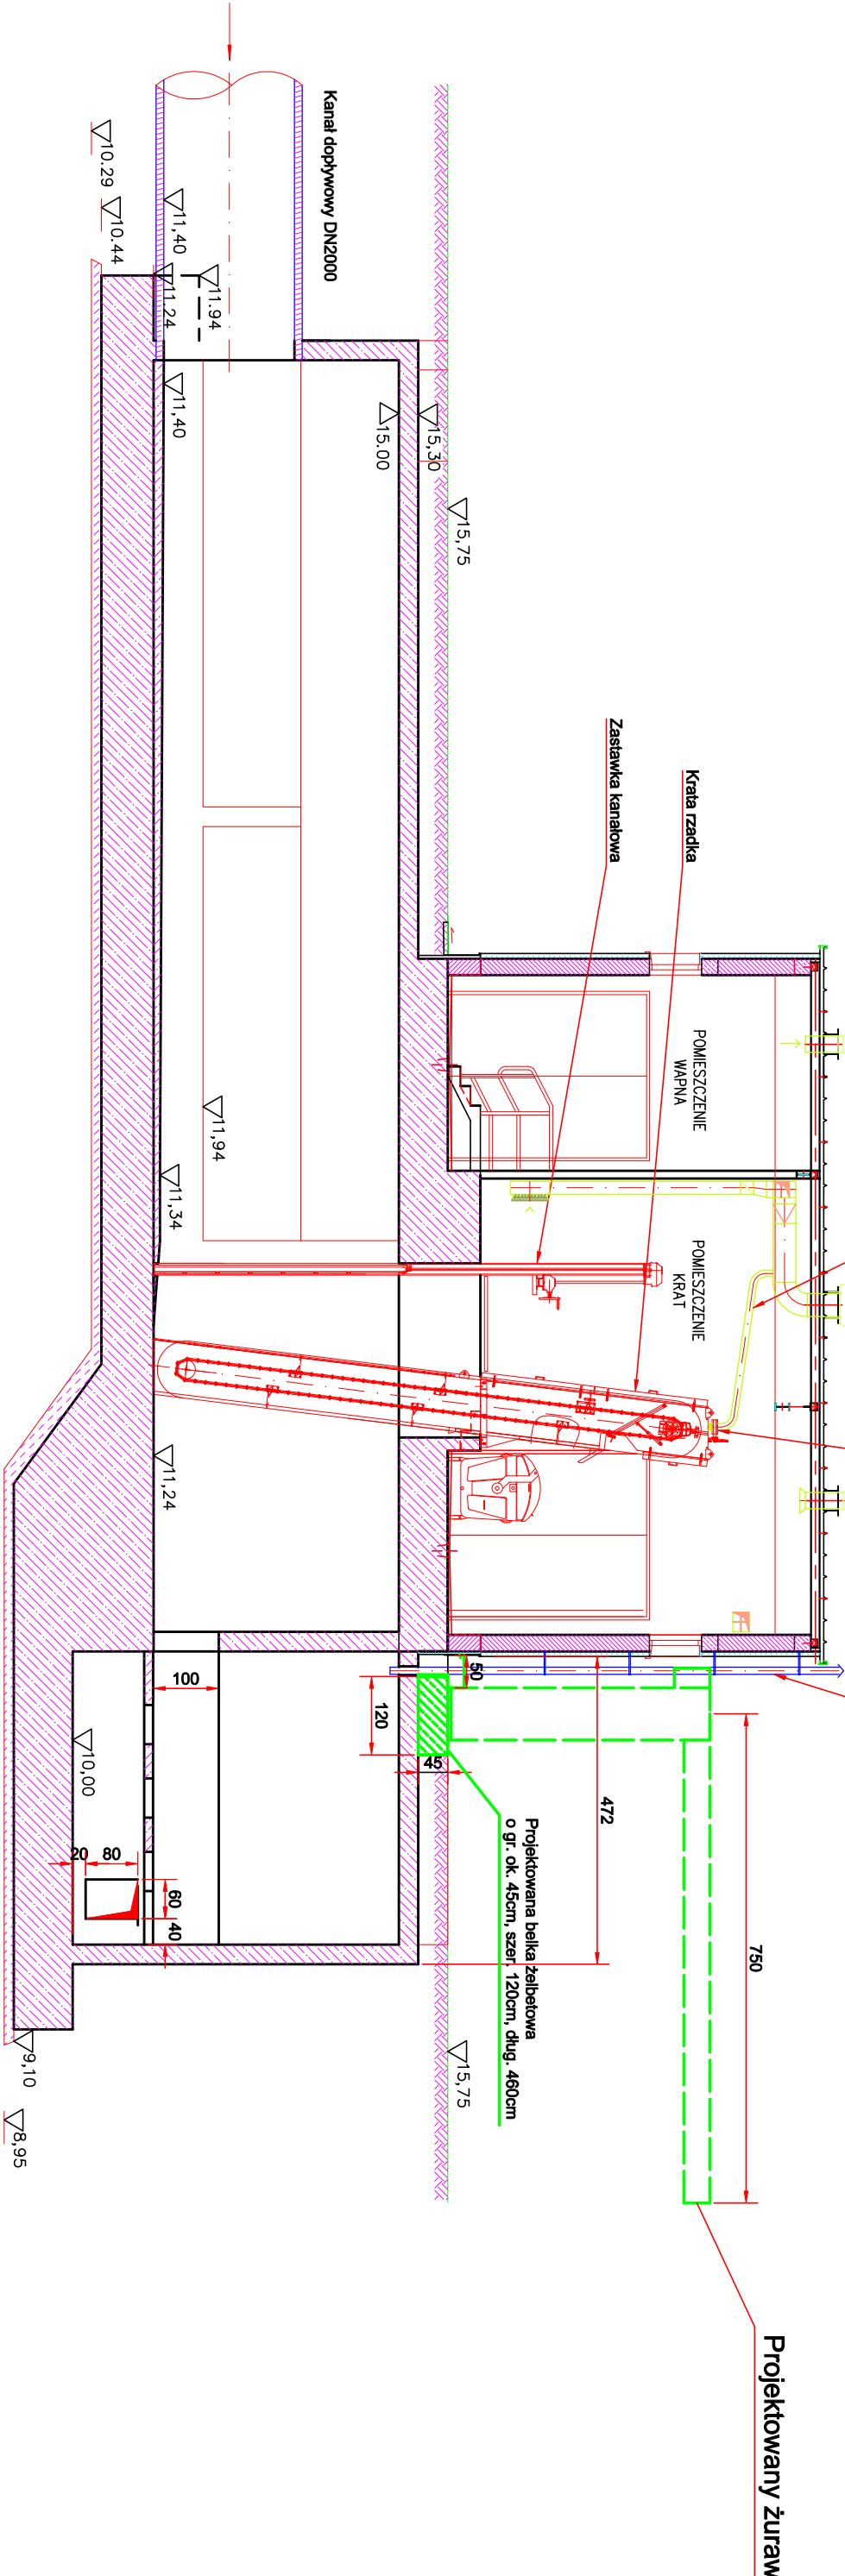 Projektowany żuraw
750
POMIESZCZENIE
WAPNA
POMIESZCZENIE
KRAT
Krata rzadka
Zastawka kanałowa
472
Projektowana belka żelbetowa
o gr. ok. 45cm, szer. 120cm, dług. 460cm
50
45
120
15,75
15,75
15,30
15.00
Kanał dopływowy DN2000
11.94
11,94
11,40
11.24
11,40
11,34
11,24
100
60
40
80
20
10,00
10.44
10.29
9,10
8,95